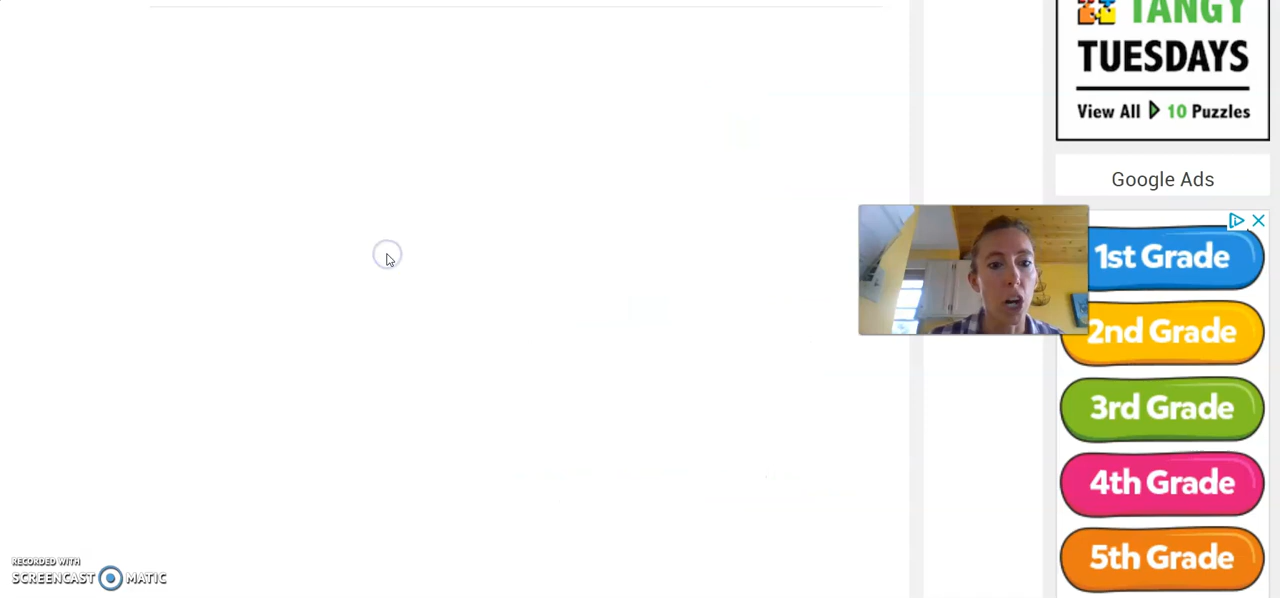 TANGY
TUESDAYS
View All 10 Puzzles
Google Ads
1st Grade
2nd Grade
3rd Grade
4th Grade
5th Grade
RECORDED WITH
SCREENCAST MATIC